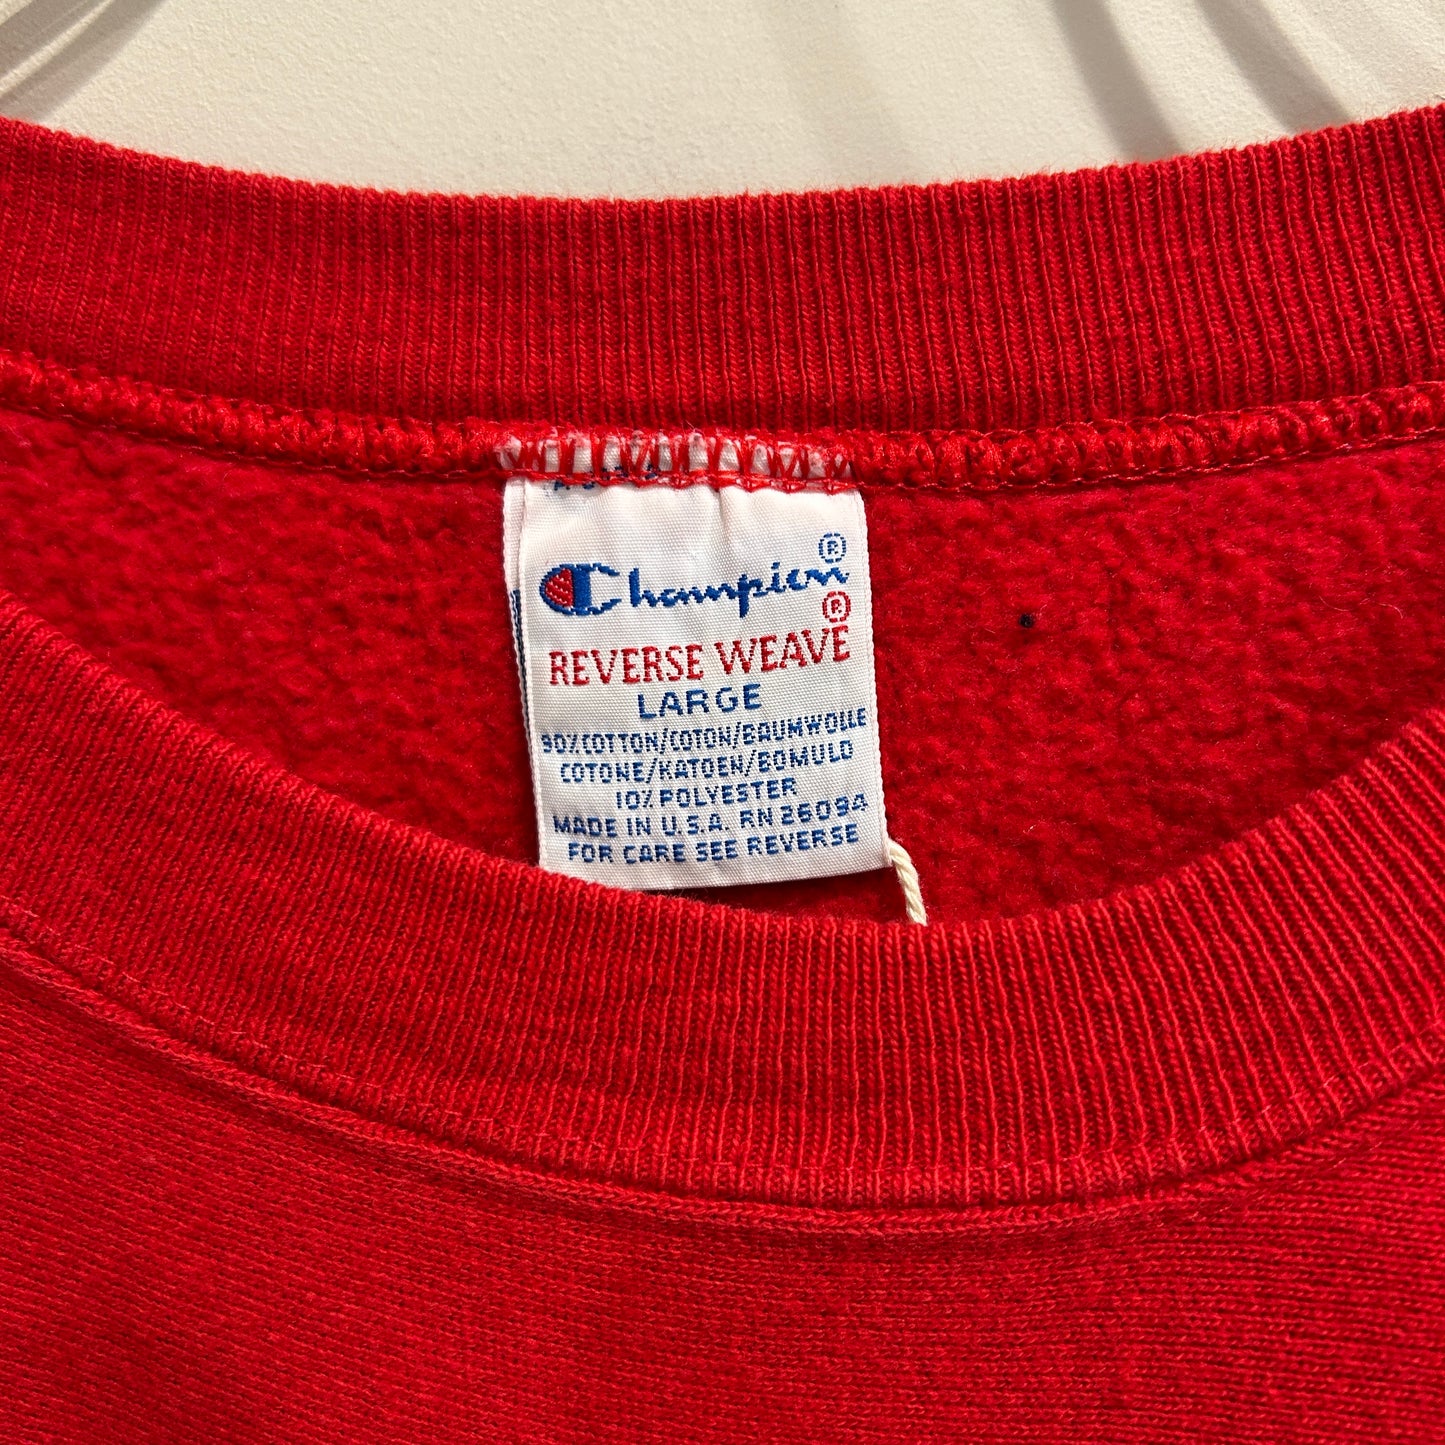 Champion®
REVERSE WEAVE®
LARGE
90% COTTON/COTON/BAUMWOLLE
COTONE/KATOEN/BOMULD
10% POLYESTER
MADE IN U.S.A. RN 26094
FOR CARE SEE REVERSE